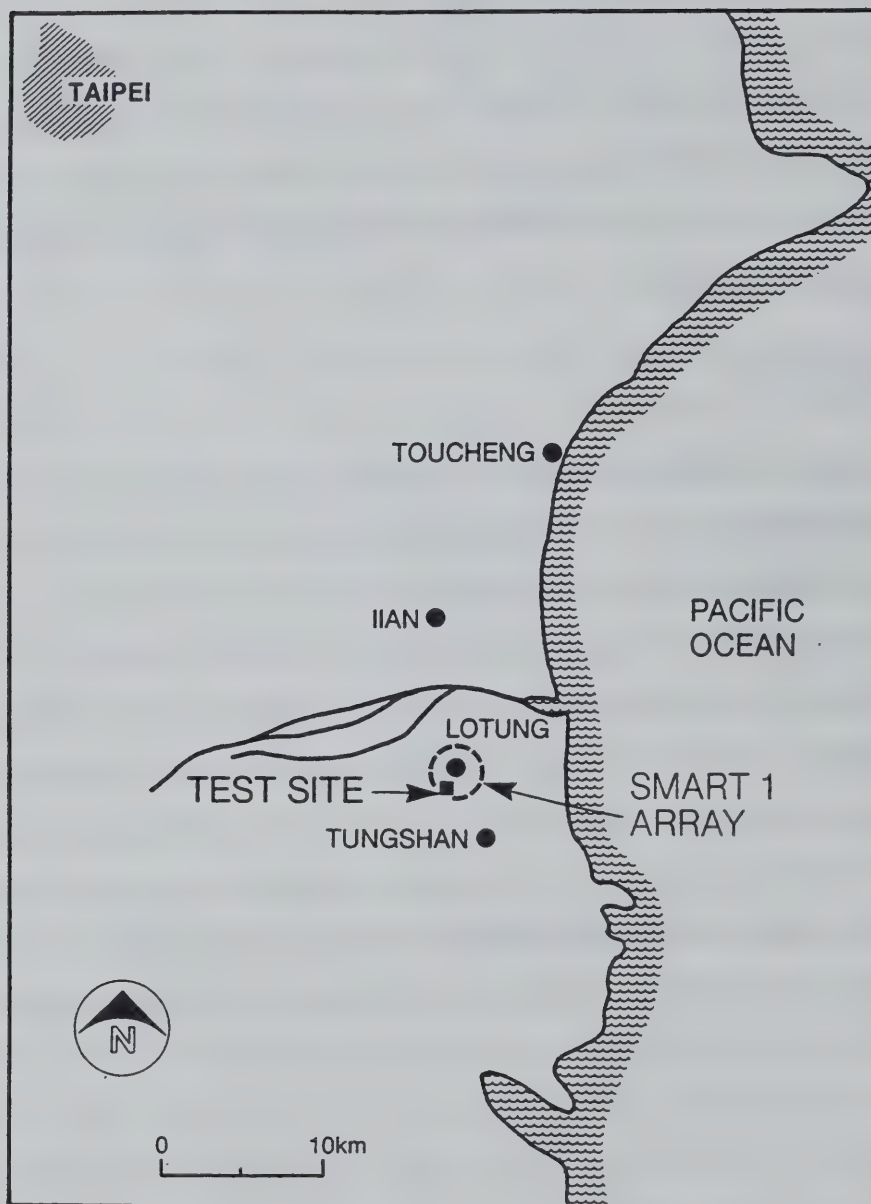 TAIPEI
TOUCHENG
IIAN
PACIFIC
OCEAN
LOTUNG
TEST SITE
SMART 1
ARRAY
TUNGSHAN
N
0 10km